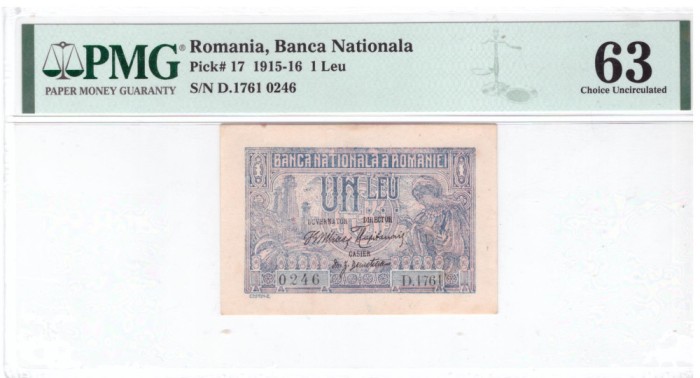 PMG®
PAPER MONEY GUARANTY
Romania, Banca Nationala
Pick# 17 1915-16 1 Leu
S/N D.1761 0246
63
Choice Uncirculated
BANCA NATIONALA A ROMANIEI
UN LEU
GUVERNATOR
DIRECTOR
CASIER
0246
D.1761